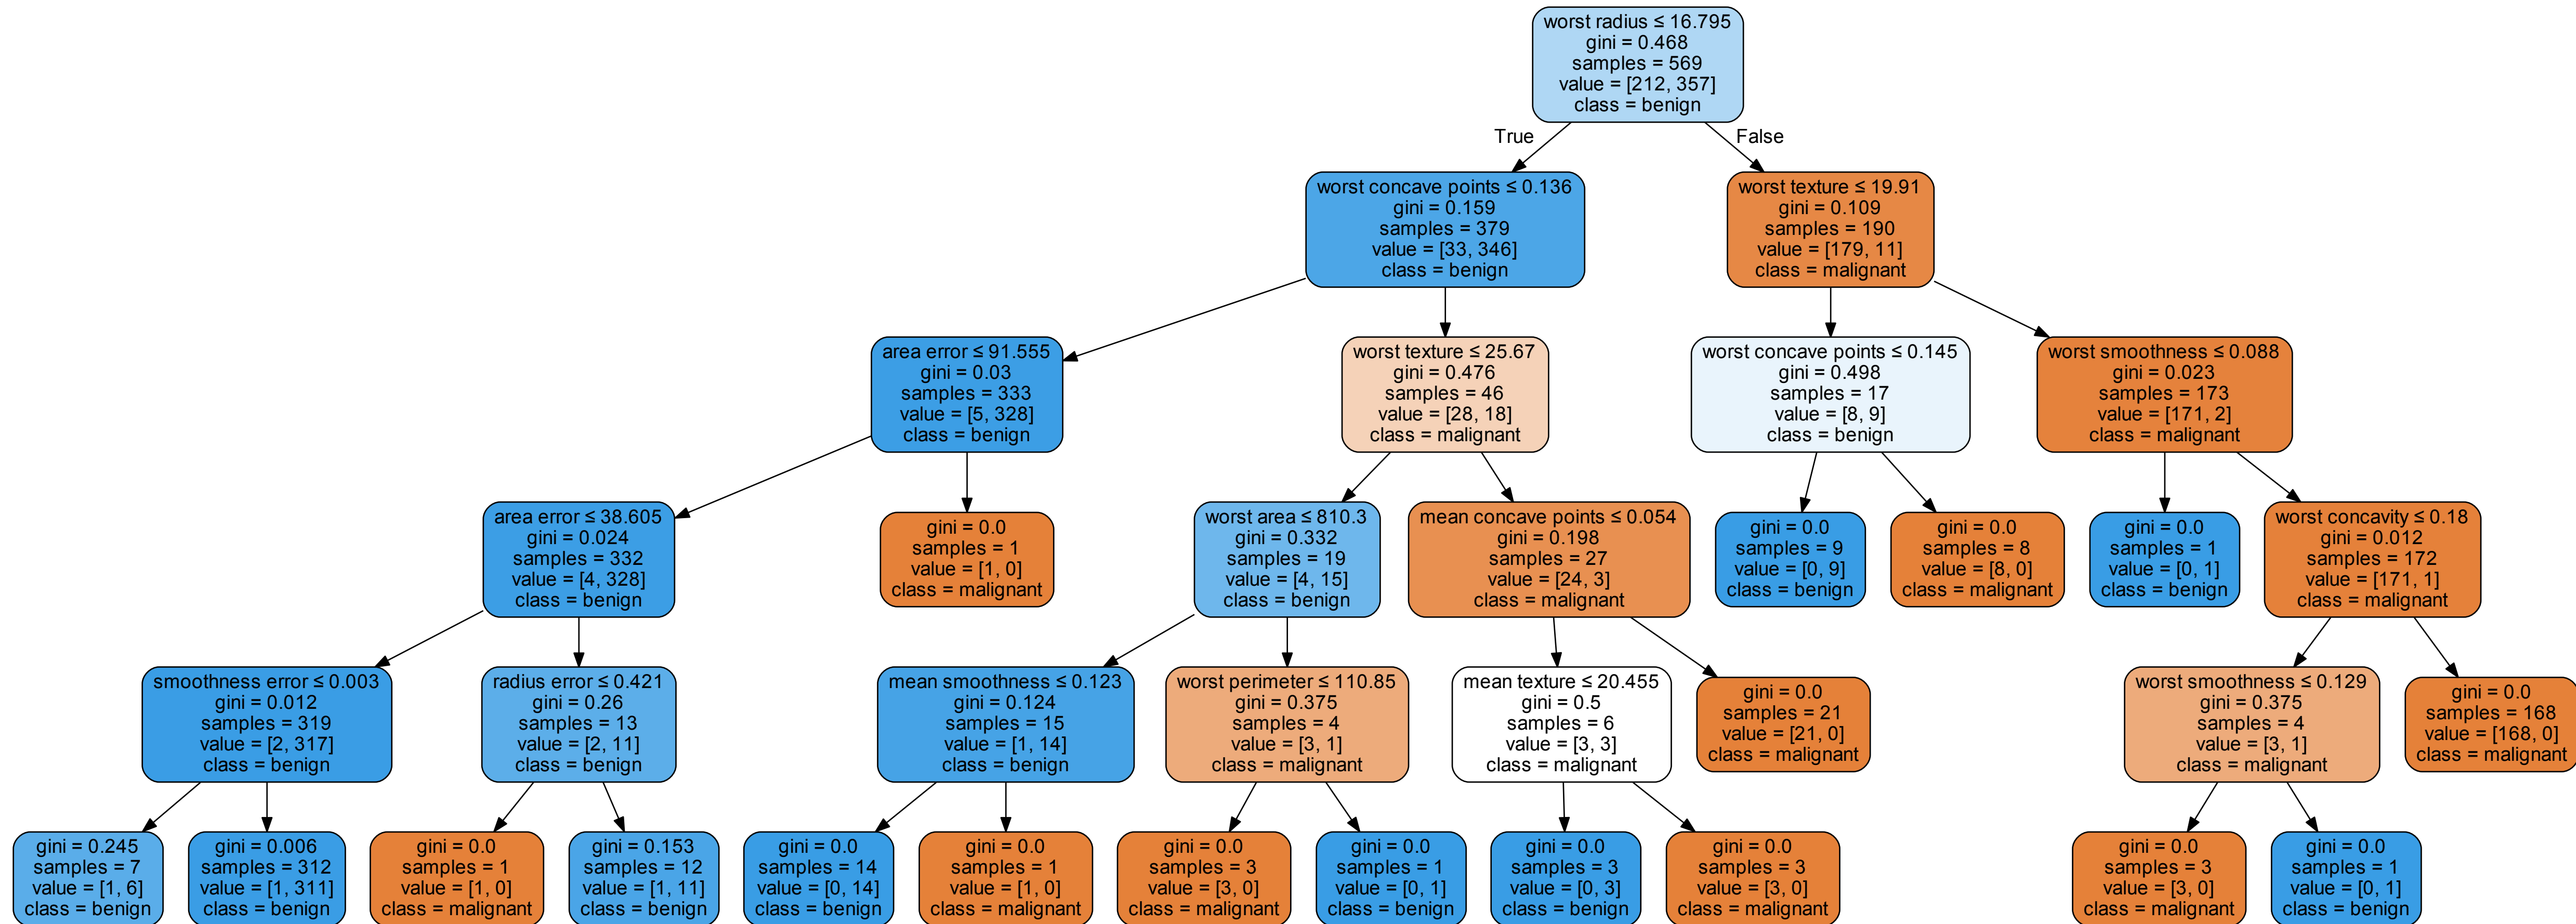 worst radius ≤ 16.795
gini = 0.468
samples = 569
value = [212, 357]
class = benign
True
False
worst concave points ≤ 0.136
gini = 0.159
samples = 379
value = [33, 346]
class = benign
worst texture ≤ 19.91
gini = 0.109
samples = 190
value = [179, 11]
class = malignant
area error ≤ 91.555
gini = 0.03
samples = 333
value = [5, 328]
class = benign
worst texture ≤ 25.67
gini = 0.476
samples = 46
value = [28, 18]
class = malignant
worst concave points ≤ 0.145
gini = 0.498
samples = 17
value = [8, 9]
class = benign
worst smoothness ≤ 0.088
gini = 0.023
samples = 173
value = [171, 2]
class = malignant
area error ≤ 38.605
gini = 0.024
samples = 332
value = [4, 328]
class = benign
gini = 0.0
samples = 1
value = [1, 0]
class = malignant
worst area ≤ 810.3
gini = 0.332
samples = 19
value = [4, 15]
class = benign
mean concave points ≤ 0.054
gini = 0.198
samples = 27
value = [24, 3]
class = malignant
gini = 0.0
samples = 9
value = [0, 9]
class = benign
gini = 0.0
samples = 8
value = [8, 0]
class = malignant
gini = 0.0
samples = 1
value = [0, 1]
class = benign
worst concavity ≤ 0.18
gini = 0.012
samples = 172
value = [171, 1]
class = malignant
smoothness error ≤ 0.003
gini = 0.012
samples = 319
value = [2, 317]
class = benign
radius error ≤ 0.421
gini = 0.26
samples = 13
value = [2, 11]
class = benign
mean smoothness ≤ 0.123
gini = 0.124
samples = 15
value = [1, 14]
class = benign
worst perimeter ≤ 110.85
gini = 0.375
samples = 4
value = [3, 1]
class = malignant
mean texture ≤ 20.455
gini = 0.5
samples = 6
value = [3, 3]
class = malignant
gini = 0.0
samples = 21
value = [21, 0]
class = malignant
worst smoothness ≤ 0.129
gini = 0.375
samples = 4
value = [3, 1]
class = malignant
gini = 0.0
samples = 168
value = [168, 0]
class = malignant
gini = 0.245
samples = 7
value = [1, 6]
class = benign
gini = 0.006
samples = 312
value = [1, 311]
class = benign
gini = 0.0
samples = 1
value = [1, 0]
class = malignant
gini = 0.153
samples = 12
value = [1, 11]
class = benign
gini = 0.0
samples = 14
value = [0, 14]
class = benign
gini = 0.0
samples = 1
value = [1, 0]
class = malignant
gini = 0.0
samples = 3
value = [3, 0]
class = malignant
gini = 0.0
samples = 1
value = [0, 1]
class = benign
gini = 0.0
samples = 3
value = [0, 3]
class = benign
gini = 0.0
samples = 3
value = [3, 0]
class = malignant
gini = 0.0
samples = 3
value = [3, 0]
class = malignant
gini = 0.0
samples = 1
value = [0, 1]
class = benign